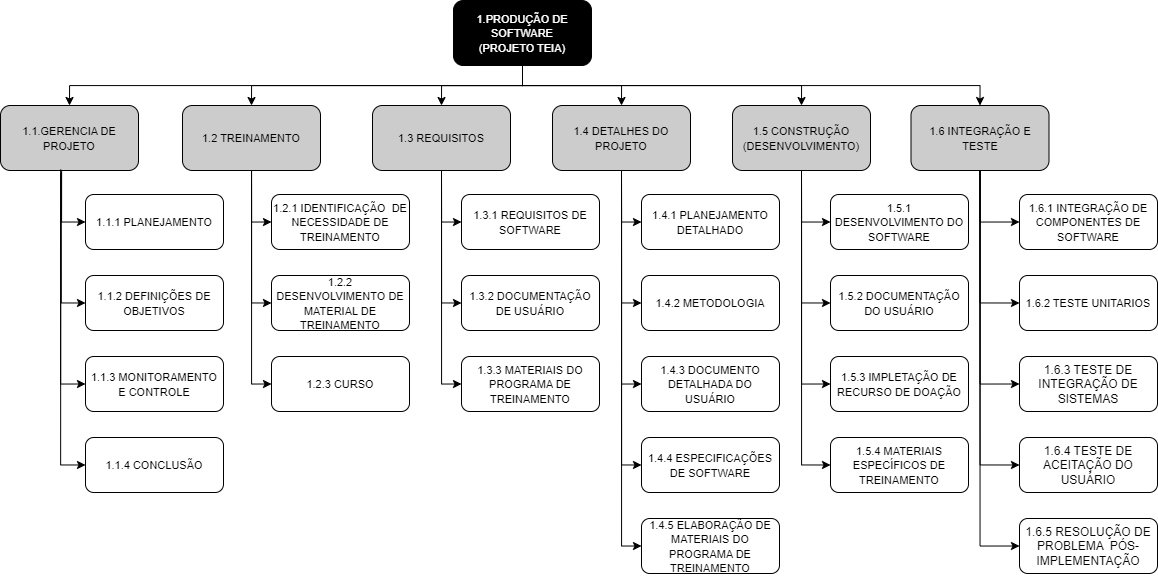 1.PRODUÇÃO DE
SOFTWARE
(PROJETO TEIA)
1.1.GERENCIA DE
PROJETO
1.2 TREINAMENTO
1.3 REQUISITOS
1.4 DETALHES DO
PROJETO
1.5 CONSTRUÇÃO
(DESENVOLVIMENTO)
1.6 INTEGRAÇÃO E
TESTE
1.1.1 PLANEJAMENTO
1.1.2 DEFINIÇÕES DE
OBJETIVOS
1.1.3 MONITORAMENTO
E CONTROLE
1.1.4 CONCLUSÃO
1.2.1 IDENTIFICAÇÃO DE
NECESSIDADE DE
TREINAMENTO
1.2.2
DESENVOLVIMENTO DE
MATERIAL DE
TREINAMENTO
1.2.3 CURSO
1.3.1 REQUISITOS DE
SOFTWARE
1.3.2 DOCUMENTAÇÃO
DE USUÁRIO
1.3.3 MATERIAIS DO
PROGRAMA DE
TREINAMENTO
1.4.1 PLANEJAMENTO
DETALHADO
1.4.2 METODOLOGIA
1.4.3 DOCUMENTO
DETALHADA DO
USUÁRIO
1.4.4 ESPECIFICAÇÕES
DE SOFTWARE
1.4.5 ELABORAÇÃO DE
MATERIAIS DO
PROGRAMA DE
TREINAMENTO
1.5.1
DESENVOLVIMENTO DO
SOFTWARE
1.5.2 DOCUMENTAÇÃO
DO USUÁRIO
1.5.3 IMPLETAÇÃO DE
RECURSO DE DOAÇÃO
1.5.4 MATERIAIS
ESPECÍFICOS DE
TREINAMENTO
1.6.1 INTEGRAÇÃO DE
COMPONENTES DE
SOFTWARE
1.6.2 TESTE UNITARIOS
1.6.3 TESTE DE
INTEGRAÇÃO DE
SISTEMAS
1.6.4 TESTE DE
ACEITAÇÃO DO
USUÁRIO
1.6.5 RESOLUÇÃO DE
PROBLEMA PÓS-
IMPLEMENTAÇÃO